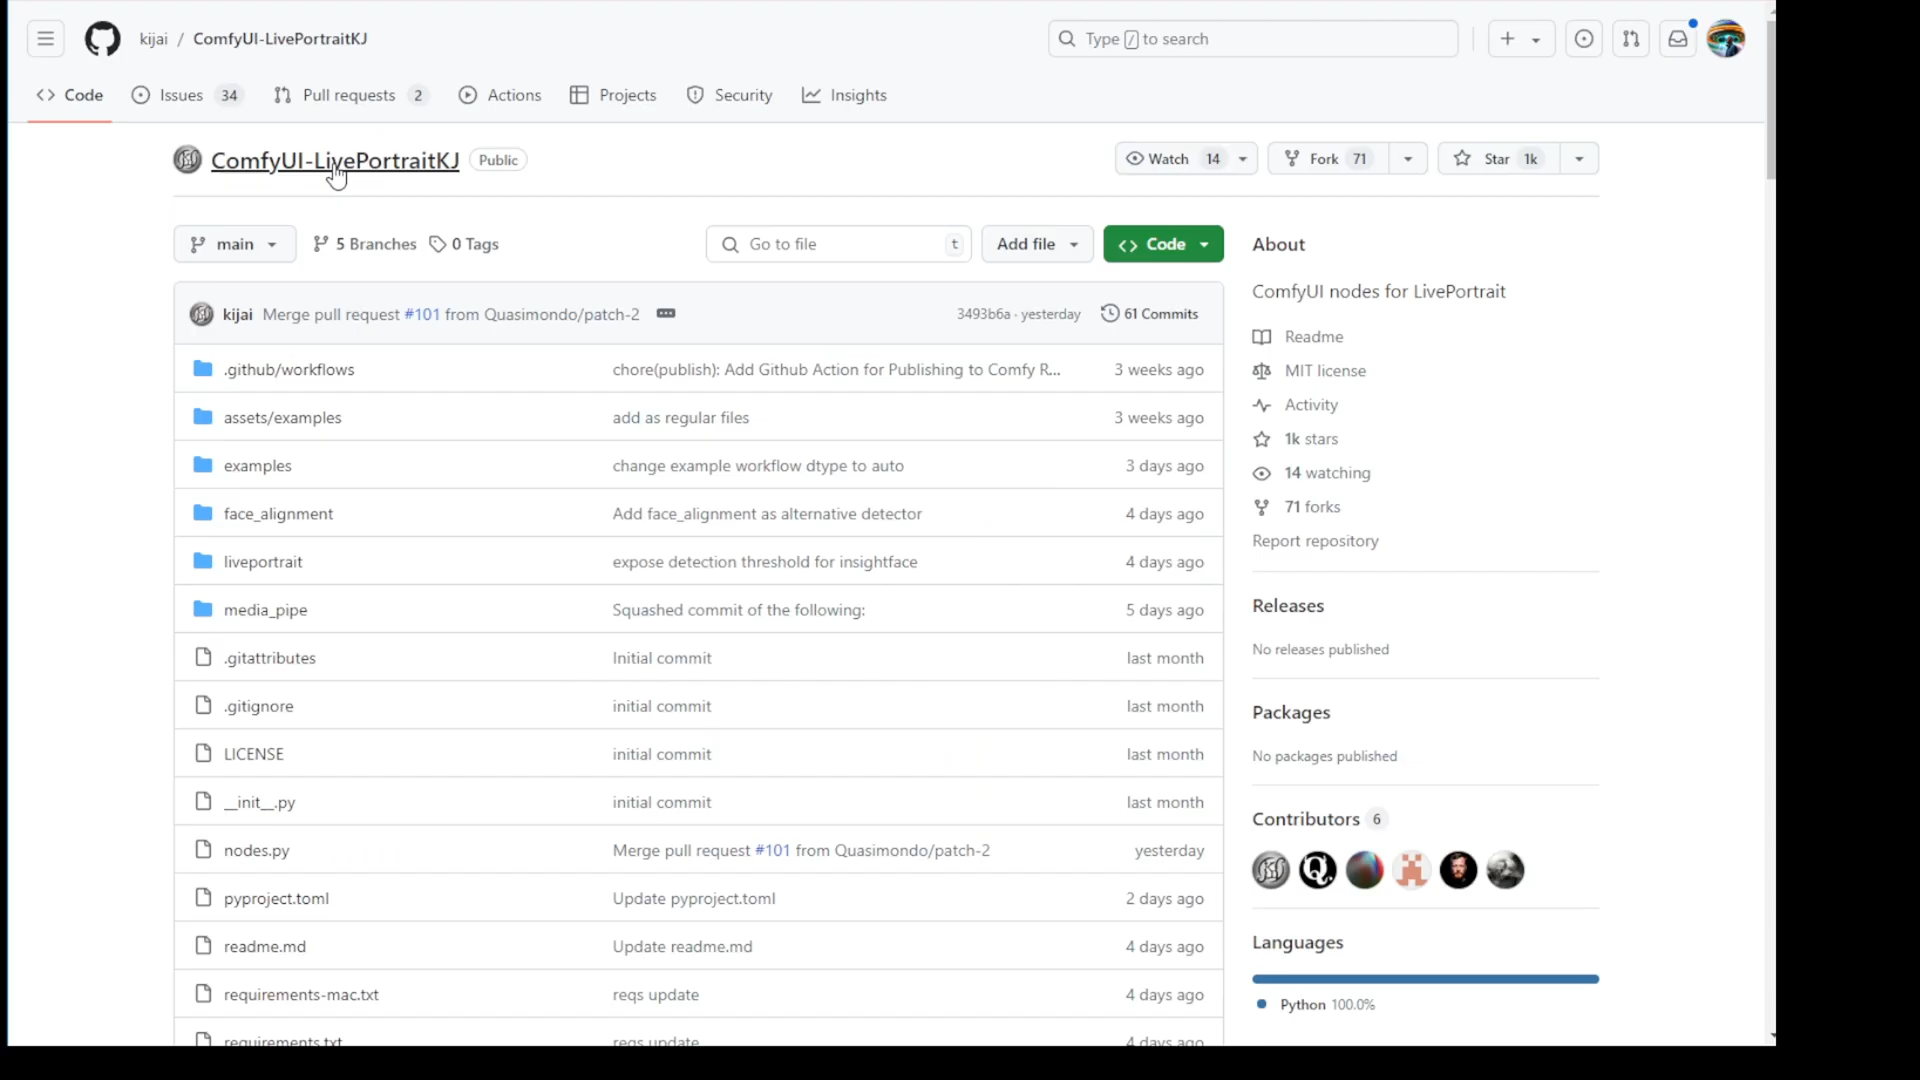 kijai / ComfyUI-LivePortraitKJ
Type / to search
Code
Issues 34
Pull requests 2
Actions
Projects
Security
Insights
ComfyUI-LivePortraitKJ Public
Watch 14
Fork 71
Star 1k
main
5 Branches
0 Tags
Go to file t
Add file
Code
kijai Merge pull request #101 from Quasimondo/patch-2
3493b6a · yesterday
61 Commits
.github/workflows chore(publish): Add Github Action for Publishing to Comfy R... 3 weeks ago
assets/examples add as regular files 3 weeks ago
examples change example workflow dtype to auto 3 days ago
face_alignment Add face_alignment as alternative detector 4 days ago
liveportrait expose detection threshold for insightface 4 days ago
media_pipe Squashed commit of the following: 5 days ago
.gitattributes Initial commit last month
.gitignore initial commit last month
LICENSE initial commit last month
__init__.py initial commit last month
nodes.py Merge pull request #101 from Quasimondo/patch-2 yesterday
pyproject.toml Update pyproject.toml 2 days ago
readme.md Update readme.md 4 days ago
requirements-mac.txt reqs update 4 days ago
requirements.txt reqs update 4 days ago
About
ComfyUI nodes for LivePortrait
Readme
MIT license
Activity
1k stars
14 watching
71 forks
Report repository
Releases
No releases published
Packages
No packages published
Contributors 6
Languages
Python 100.0%